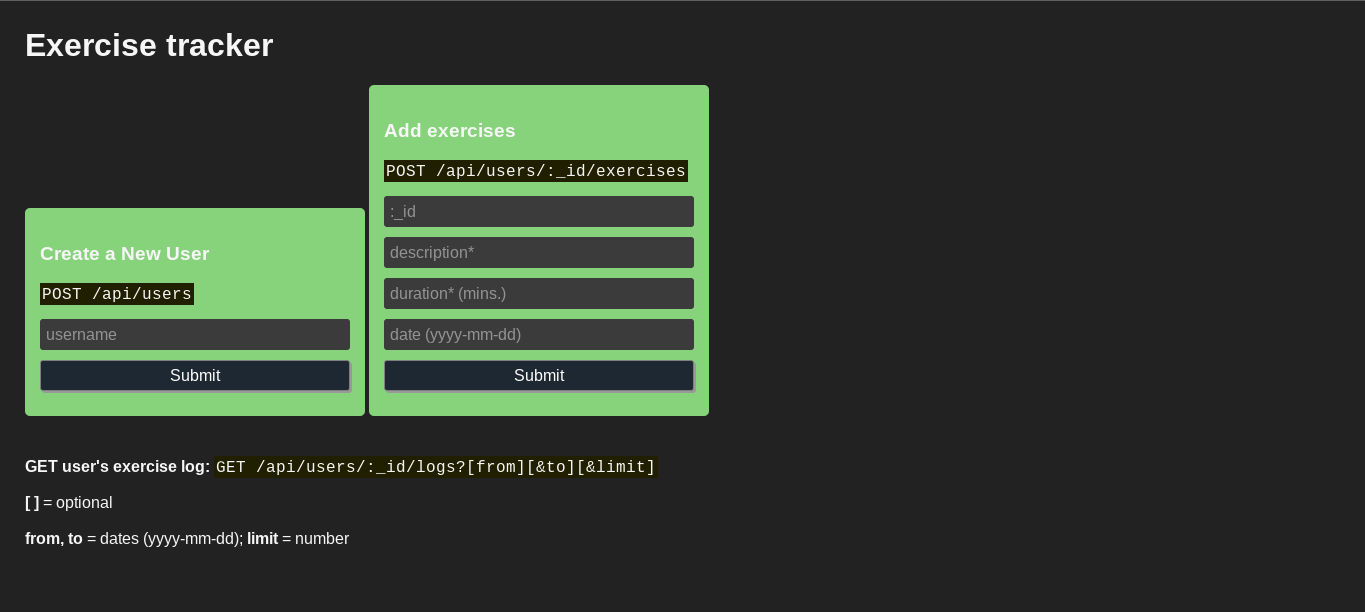 Exercise tracker
Create a New User
POST /api/users
username
Submit
Add exercises
POST /api/users/:_id/exercises
:_id
description*
duration* (mins.)
date (yyyy-mm-dd)
Submit
GET user's exercise log: GET /api/users/:_id/logs?[from][&to][&limit]
[ ] = optional
from, to = dates (yyyy-mm-dd); limit = number